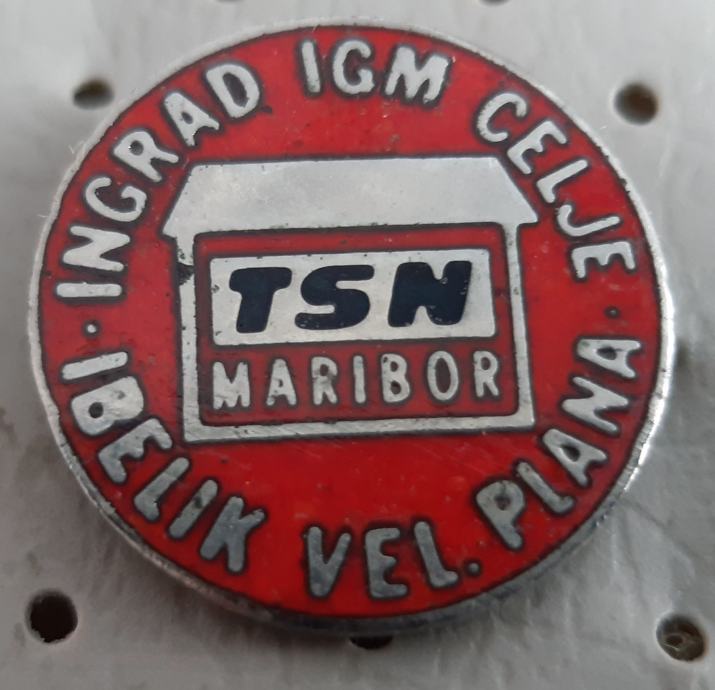 INGRAD IGM CELJE
TSN
MARIBOR
· IBELIK VEL. PLANA ·